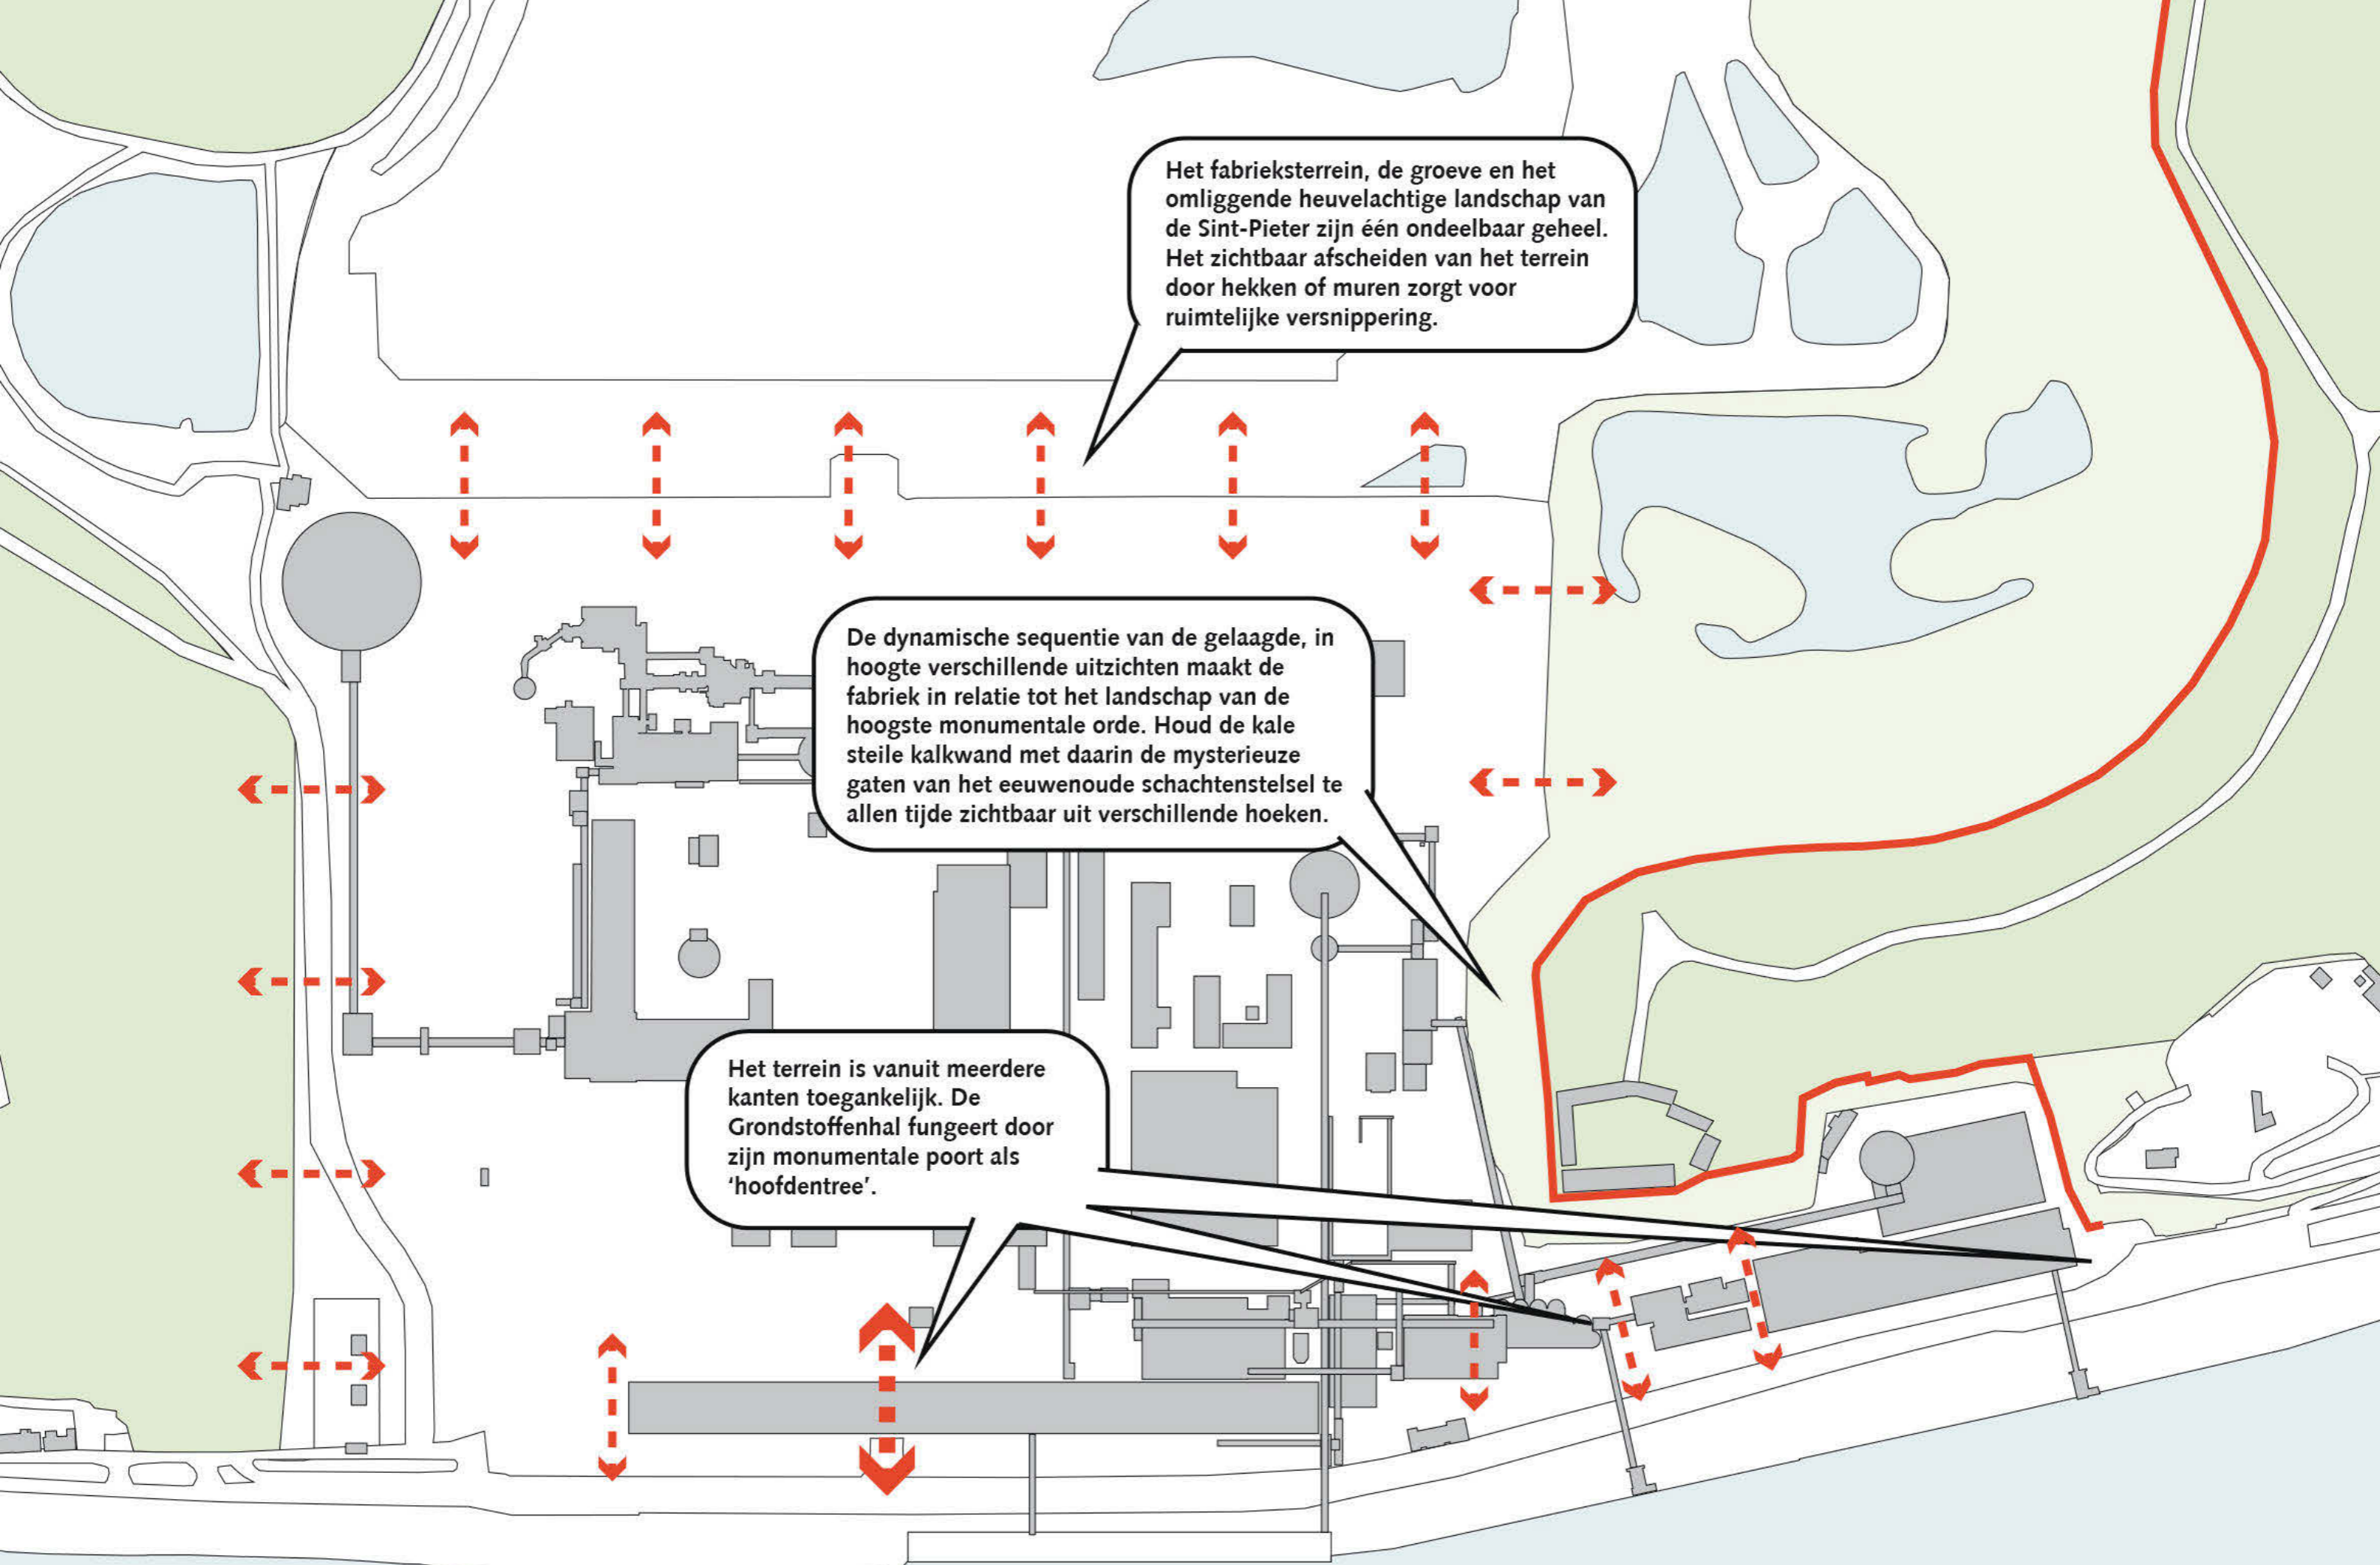 Het fabrieksterrein, de groeve en het
omliggende heuvelachtige landschap van
de Sint-Pieter zijn één ondeelbaar geheel.
Het zichtbaar afscheiden van het terrein
door hekken of muren zorgt voor
ruimtelijke versnippering.
De dynamische sequentie van de gelaagde, in
hoogte verschillende uitzichten maakt de
fabriek in relatie tot het landschap van de
hoogste monumentale orde. Houd de kale
steile kalkwand met daarin de mysterieuze
gaten van het eeuwenoude schachtenstelsel te
allen tijde zichtbaar uit verschillende hoeken.
Het terrein is vanuit meerdere
kanten toegankelijk. De
Grondstoffenhal fungeert door
zijn monumentale poort als
‘hoofdentree’.